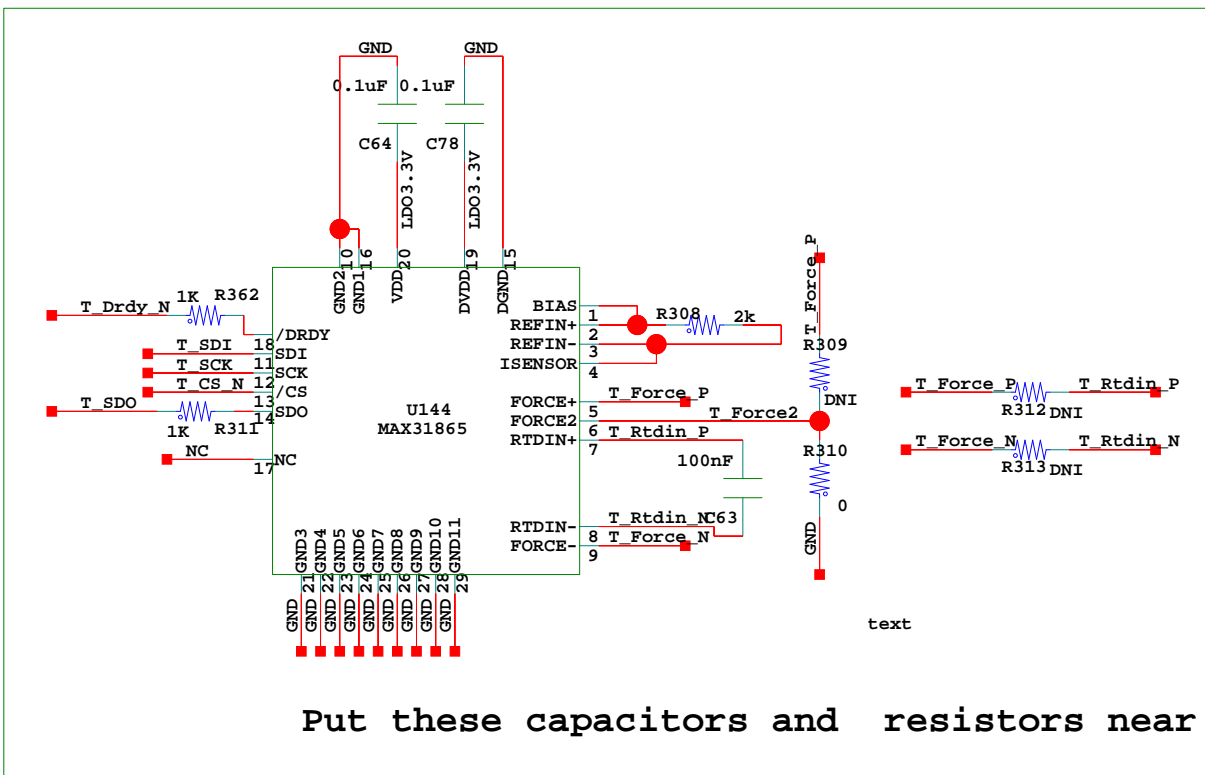 GND GND
0.1uF 0.1uF
C64 C78
LDO3.3V LDO3.3V
GND2 10
GND1 16
VDD 20
DVDD 19
DGND 15
T_Drdy_N 1K R362
/DRDY 18
T_SDI SDI 11
T_SCK SCK 12
T_CS_N /CS 13
T_SDO SDO 14
1K R311
NC 17 NC
U144
MAX31865
BIAS 1
REFIN+ 2
REFIN- 3
ISENSOR 4
R308 2k
FORCE+ 5 T_Force_P
FORCE2 6 T_Force2
RTDIN+ 7 T_Rtdin_P
100nF
C63
RTDIN- 8 T_Rtdin_N
FORCE- 9 T_Force_N
T_Force_P
R309
DNI
R310
0
GND
T_Force_P R312 DNI T_Rtdin_P
T_Force_N R313 DNI T_Rtdin_N
GND3 21 GND
GND4 22 GND
GND5 23 GND
GND6 24 GND
GND7 25 GND
GND8 26 GND
GND9 27 GND
GND10 28 GND
GND11 29 GND
text
Put these capacitors and resistors near